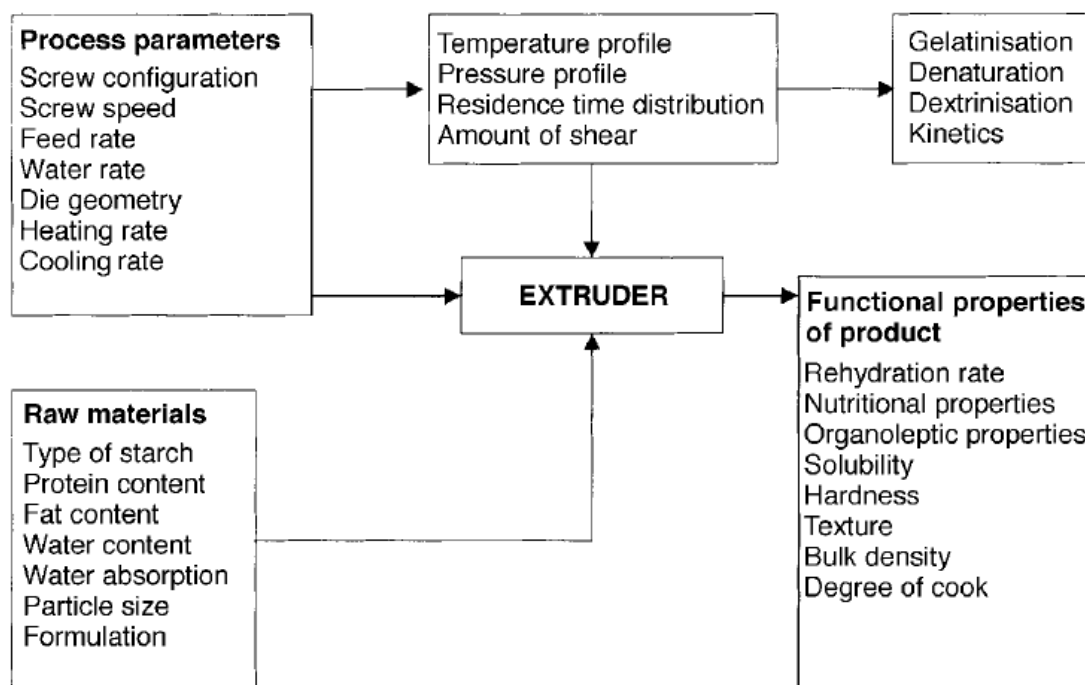 Process parameters
Screw configuration
Screw speed
Feed rate
Water rate
Die geometry
Heating rate
Cooling rate
Temperature profile
Pressure profile
Residence time distribution
Amount of shear
Gelatinisation
Denaturation
Dextrinisation
Kinetics
EXTRUDER
Raw materials
Type of starch
Protein content
Fat content
Water content
Water absorption
Particle size
Formulation
Functional properties
of product
Rehydration rate
Nutritional properties
Organoleptic properties
Solubility
Hardness
Texture
Bulk density
Degree of cook